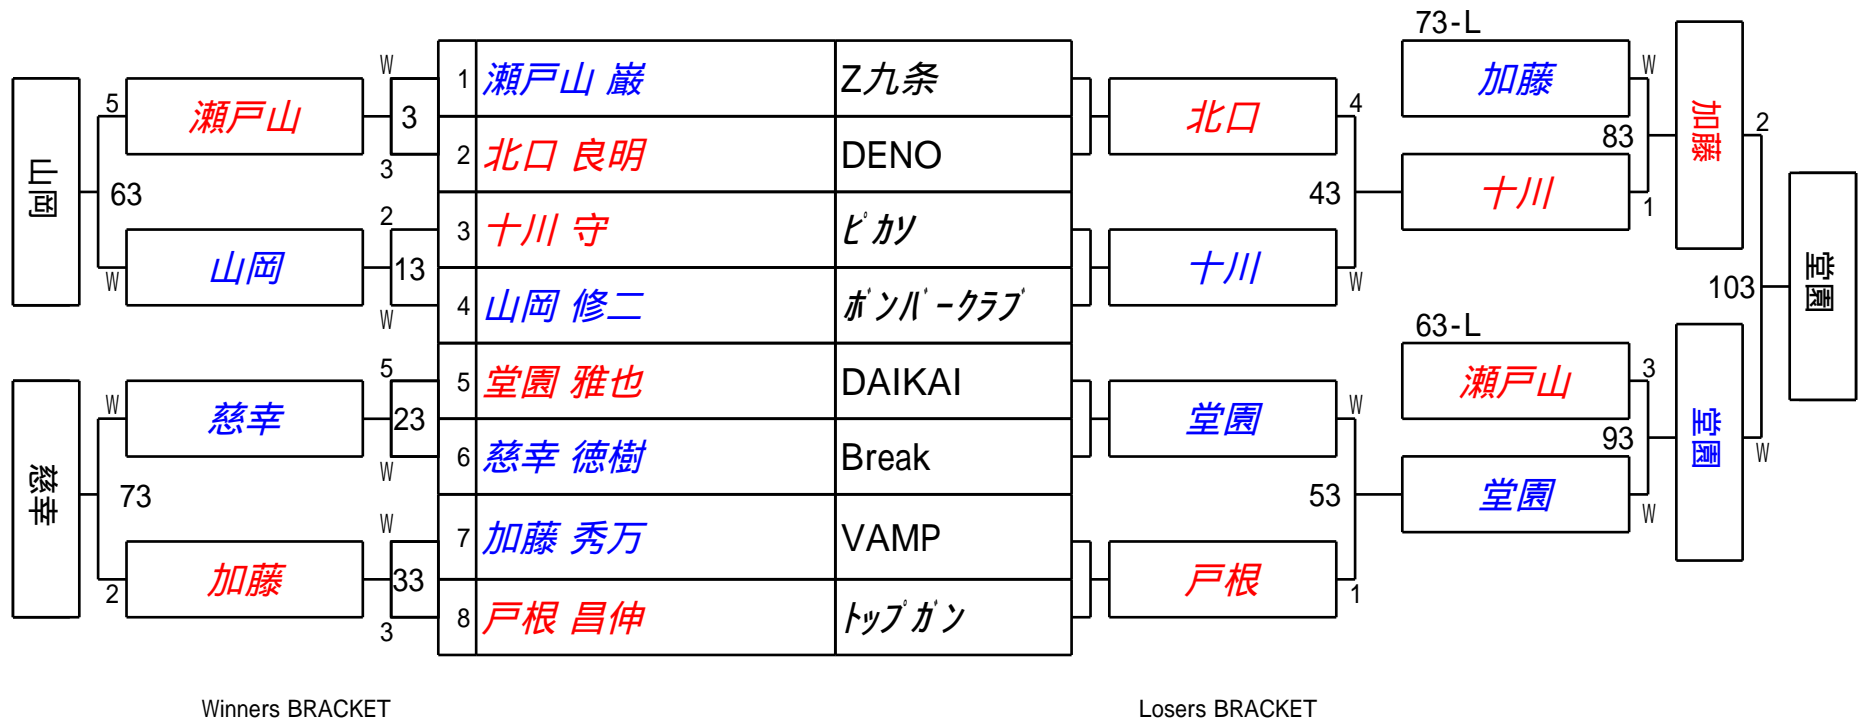 73-L
W
1 瀬戸山 巌 Z九条
5 瀬戸山 3 北口 4 加藤 W
2 北口 良明 DENO
3
加藤 2
83
山岡 63 43 十川 1
2
3 十川 守 ピカソ
山岡 13 十川 W
W
4 山岡 修二 ボンバークラブ
W
103 堂園
63-L
5
5 堂園 雅也 DAIKAI
瀬戸山 3
W 慈幸 23 堂園 W
6 慈幸 徳樹 Break
W
93 堂園 W
慈幸 73 53 堂園 W
W
7 加藤 秀万 VAMP
2 加藤 33 戸根 1
8 戸根 昌伸 トップガン
3
Winners BRACKET Losers BRACKET